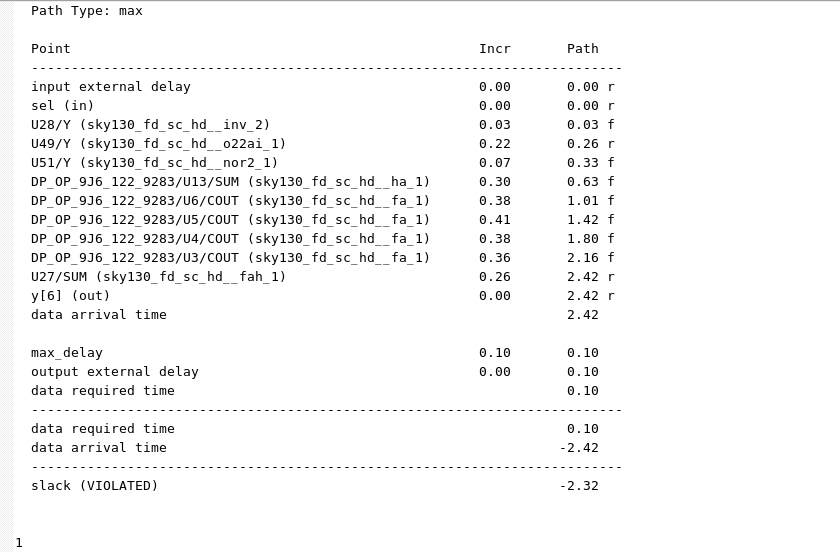 Path Type: max
Point Incr Path
---------------------------------------------------------------------------
input external delay 0.00 0.00 r
sel (in) 0.00 0.00 r
U28/Y (sky130_fd_sc_hd__inv_2) 0.03 0.03 f
U49/Y (sky130_fd_sc_hd__o22ai_1) 0.22 0.26 r
U51/Y (sky130_fd_sc_hd__nor2_1) 0.07 0.33 f
DP_OP_9J6_122_9283/U13/SUM (sky130_fd_sc_hd__ha_1) 0.30 0.63 f
DP_OP_9J6_122_9283/U6/COUT (sky130_fd_sc_hd__fa_1) 0.38 1.01 f
DP_OP_9J6_122_9283/U5/COUT (sky130_fd_sc_hd__fa_1) 0.41 1.42 f
DP_OP_9J6_122_9283/U4/COUT (sky130_fd_sc_hd__fa_1) 0.38 1.80 f
DP_OP_9J6_122_9283/U3/COUT (sky130_fd_sc_hd__fa_1) 0.36 2.16 f
U27/SUM (sky130_fd_sc_hd__fah_1) 0.26 2.42 r
y[6] (out) 0.00 2.42 r
data arrival time 2.42
max_delay 0.10 0.10
output external delay 0.00 0.10
data required time 0.10
---------------------------------------------------------------------------
data required time 0.10
data arrival time -2.42
---------------------------------------------------------------------------
slack (VIOLATED) -2.32
1